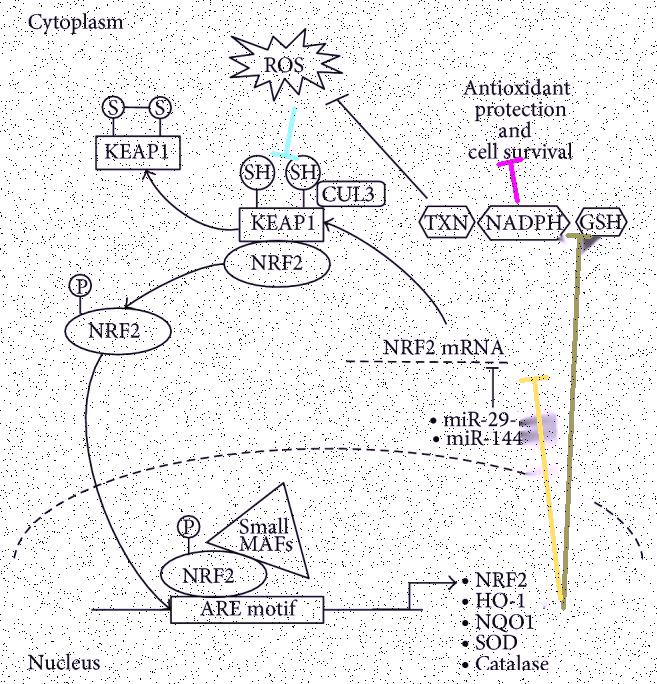 Cytoplasm
ROS
S S
KEAP1
Antioxidant
protection
and
cell survival
SH SH
CUL3
KEAP1
NRF2
TXN NADPH GSH
P
NRF2
NRF2 mRNA
• miR-29-
• miR-144
P
Small
MAFs
NRF2
ARE motif
• NRF2
• HO-1
• NQO1
• SOD
• Catalase
Nucleus